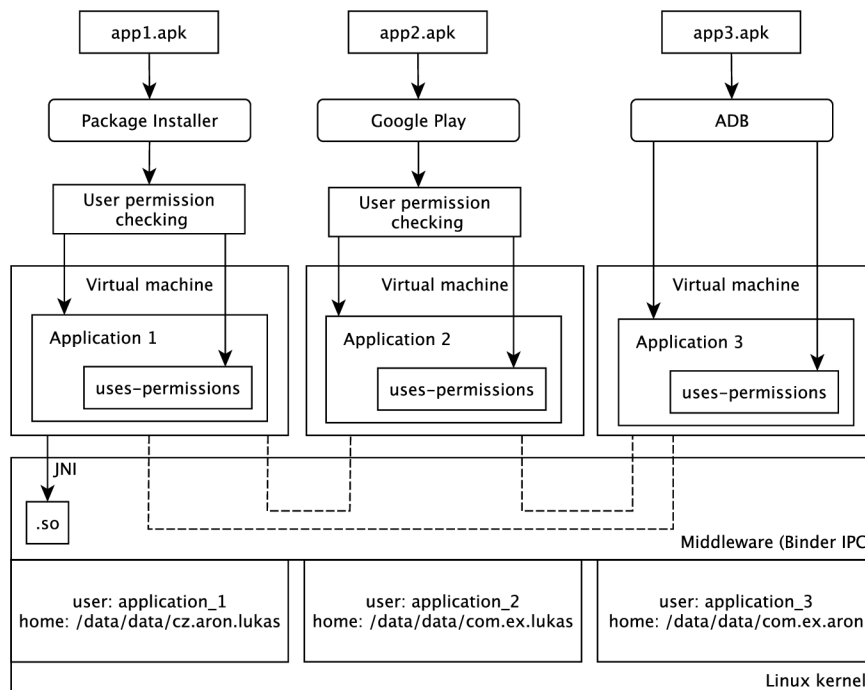 app1.apk
app2.apk
app3.apk
Package Installer
Google Play
ADB
User permission
checking
User permission
checking
Virtual machine
Virtual machine
Virtual machine
Application 1
Application 2
Application 3
uses-permissions
uses-permissions
uses-permissions
JNI
.so
Middleware (Binder IPC
user: application_1
home: /data/data/cz.aron.lukas
user: application_2
home: /data/data/com.ex.lukas
user: application_3
home: /data/data/com.ex.aron
Linux kernel